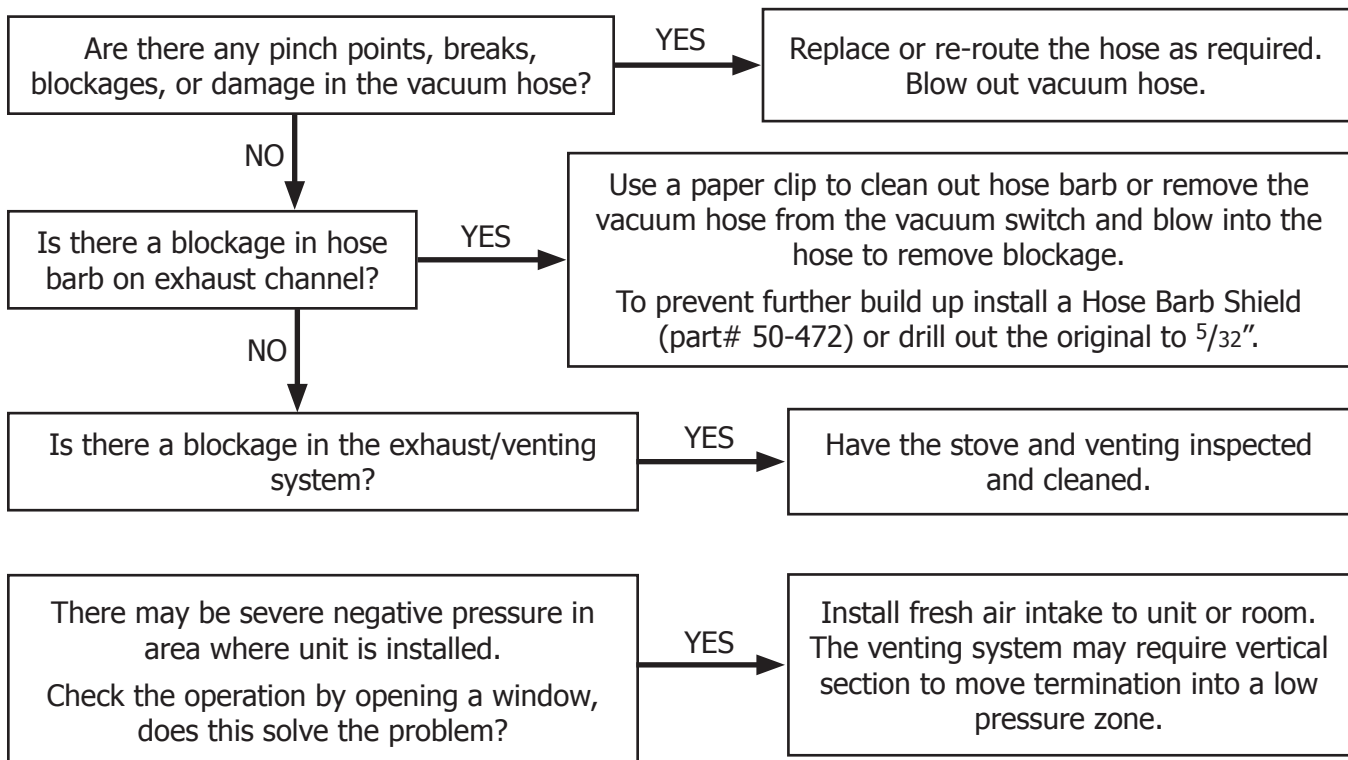 Are there any pinch points, breaks,
blockages, or damage in the vacuum hose?
YES
Replace or re-route the hose as required.
Blow out vacuum hose.
NO
Is there a blockage in hose
barb on exhaust channel?
YES
Use a paper clip to clean out hose barb or remove the
vacuum hose from the vacuum switch and blow into the
hose to remove blockage.
To prevent further build up install a Hose Barb Shield
(part# 50-472) or drill out the original to 5/32”.
NO
Is there a blockage in the exhaust/venting
system?
YES
Have the stove and venting inspected
and cleaned.
There may be severe negative pressure in
area where unit is installed.
Check the operation by opening a window,
does this solve the problem?
YES
Install fresh air intake to unit or room.
The venting system may require vertical
section to move termination into a low
pressure zone.